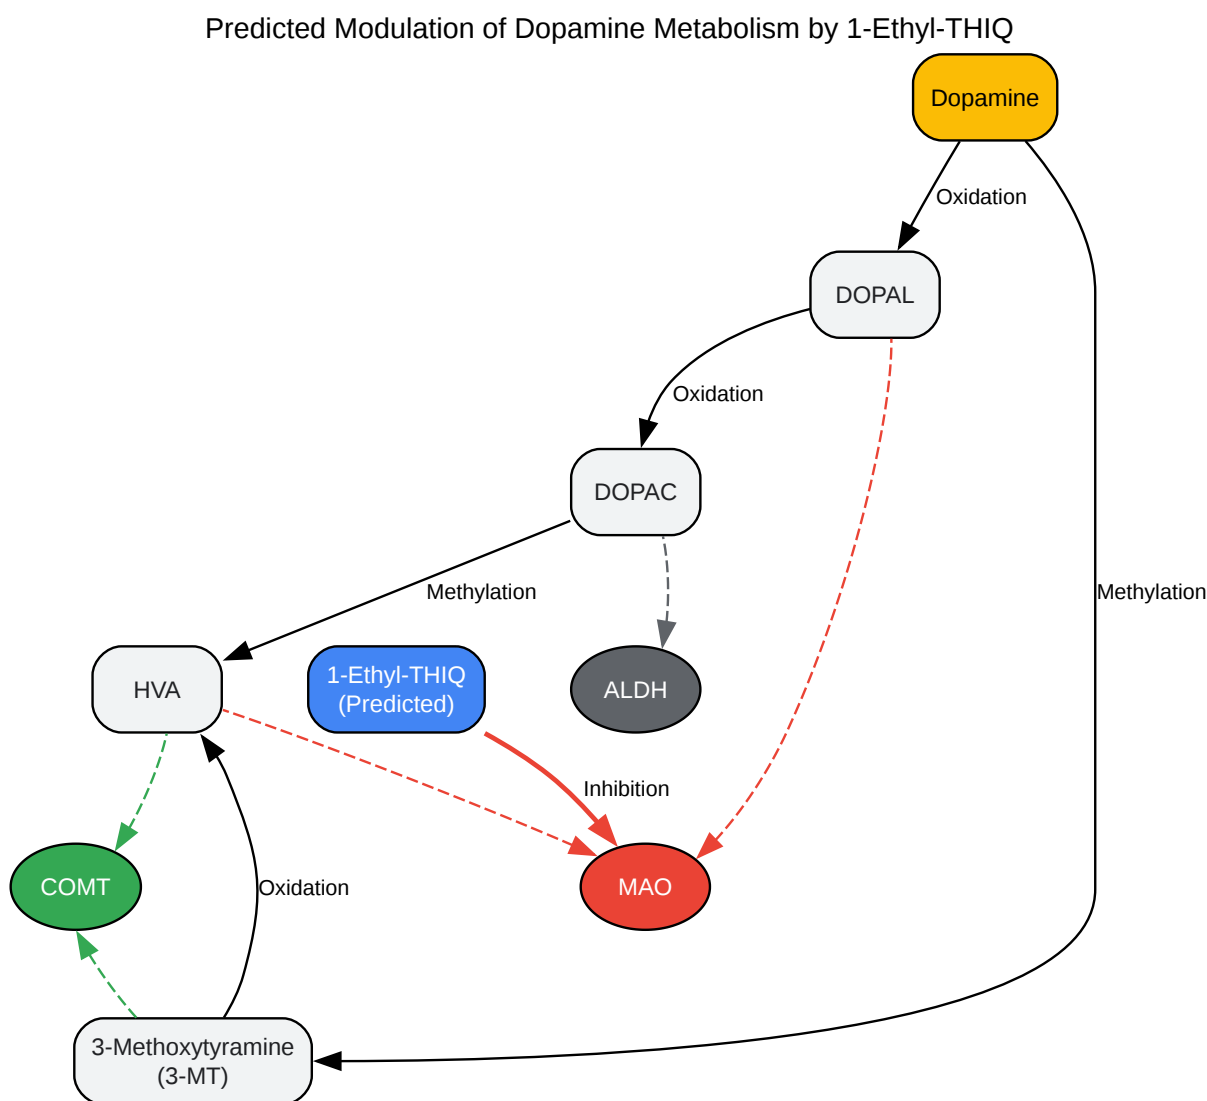 Predicted Modulation of Dopamine Metabolism by 1-Ethyl-THIQ
Dopamine
Oxidation
DOPAL
Oxidation
DOPAC
Methylation
Methylation
HVA
1-Ethyl-THIQ
(Predicted)
ALDH
Inhibition
COMT
Oxidation
MAO
3-Methoxytyramine
(3-MT)